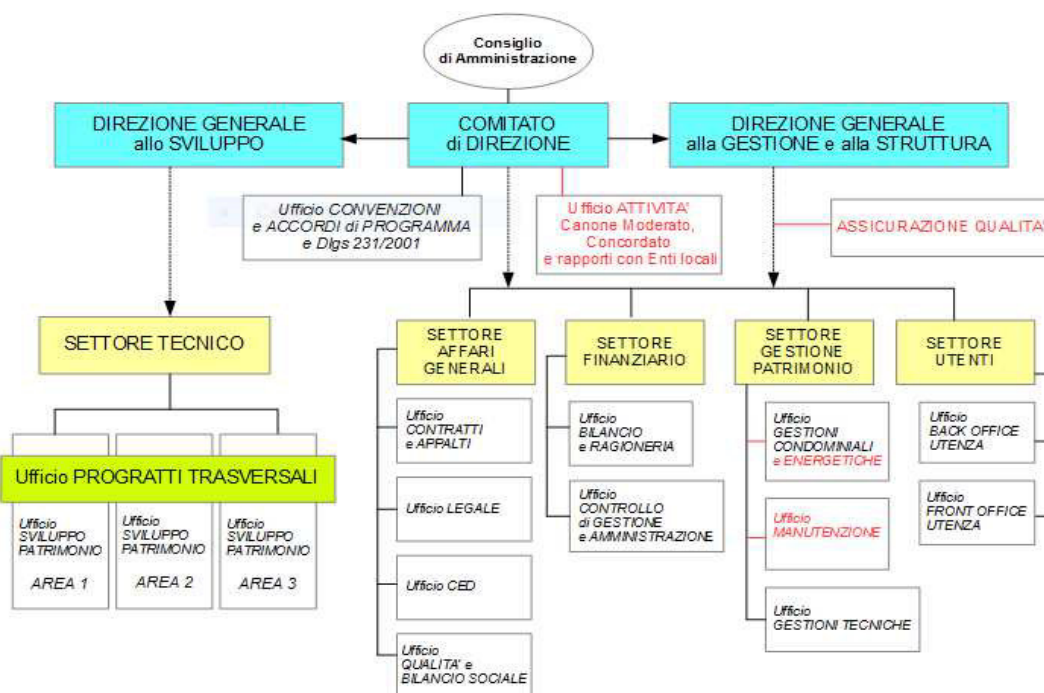 Consiglio
di Amministrazione
DIREZIONE GENERALE
allo SVILUPPO
COMITATO
di DIREZIONE
DIREZIONE GENERALE
alla GESTIONE e alla STRUTTURA
Ufficio CONVENZIONI
e ACCORDI di PROGRAMMA
e Dlgs 231/2001
Ufficio ATTIVITA'
Canone Moderato,
Concordato
e rapporti con Enti locali
ASSICURAZIONE QUALITA'
SETTORE TECNICO
SETTORE
AFFARI
GENERALI
SETTORE
FINANZIARIO
SETTORE
GESTIONE
PATRIMONIO
SETTORE
UTENTI
Ufficio PROGRATTI TRASVERSALI
Ufficio
SVILUPPO
PATRIMONIO
AREA 1
Ufficio
SVILUPPO
PATRIMONIO
AREA 2
Ufficio
SVILUPPO
PATRIMONIO
AREA 3
Ufficio
CONTRATTI
e APPALTI
Ufficio LEGALE
Ufficio CED
Ufficio
QUALITA' e
BILANCIO SOCIALE
Ufficio
BILANCIO
e RAGIONERIA
Ufficio
CONTROLLO
di GESTIONE
e AMMINISTRAZIONE
Ufficio
GESTIONI
CONDOMINIALI
e ENERGETICHE
Ufficio
MANUTENZIONE
Ufficio
GESTIONI TECNICHE
Ufficio
BACK OFFICE
UTENZA
Ufficio
FRONT OFFICE
UTENZA